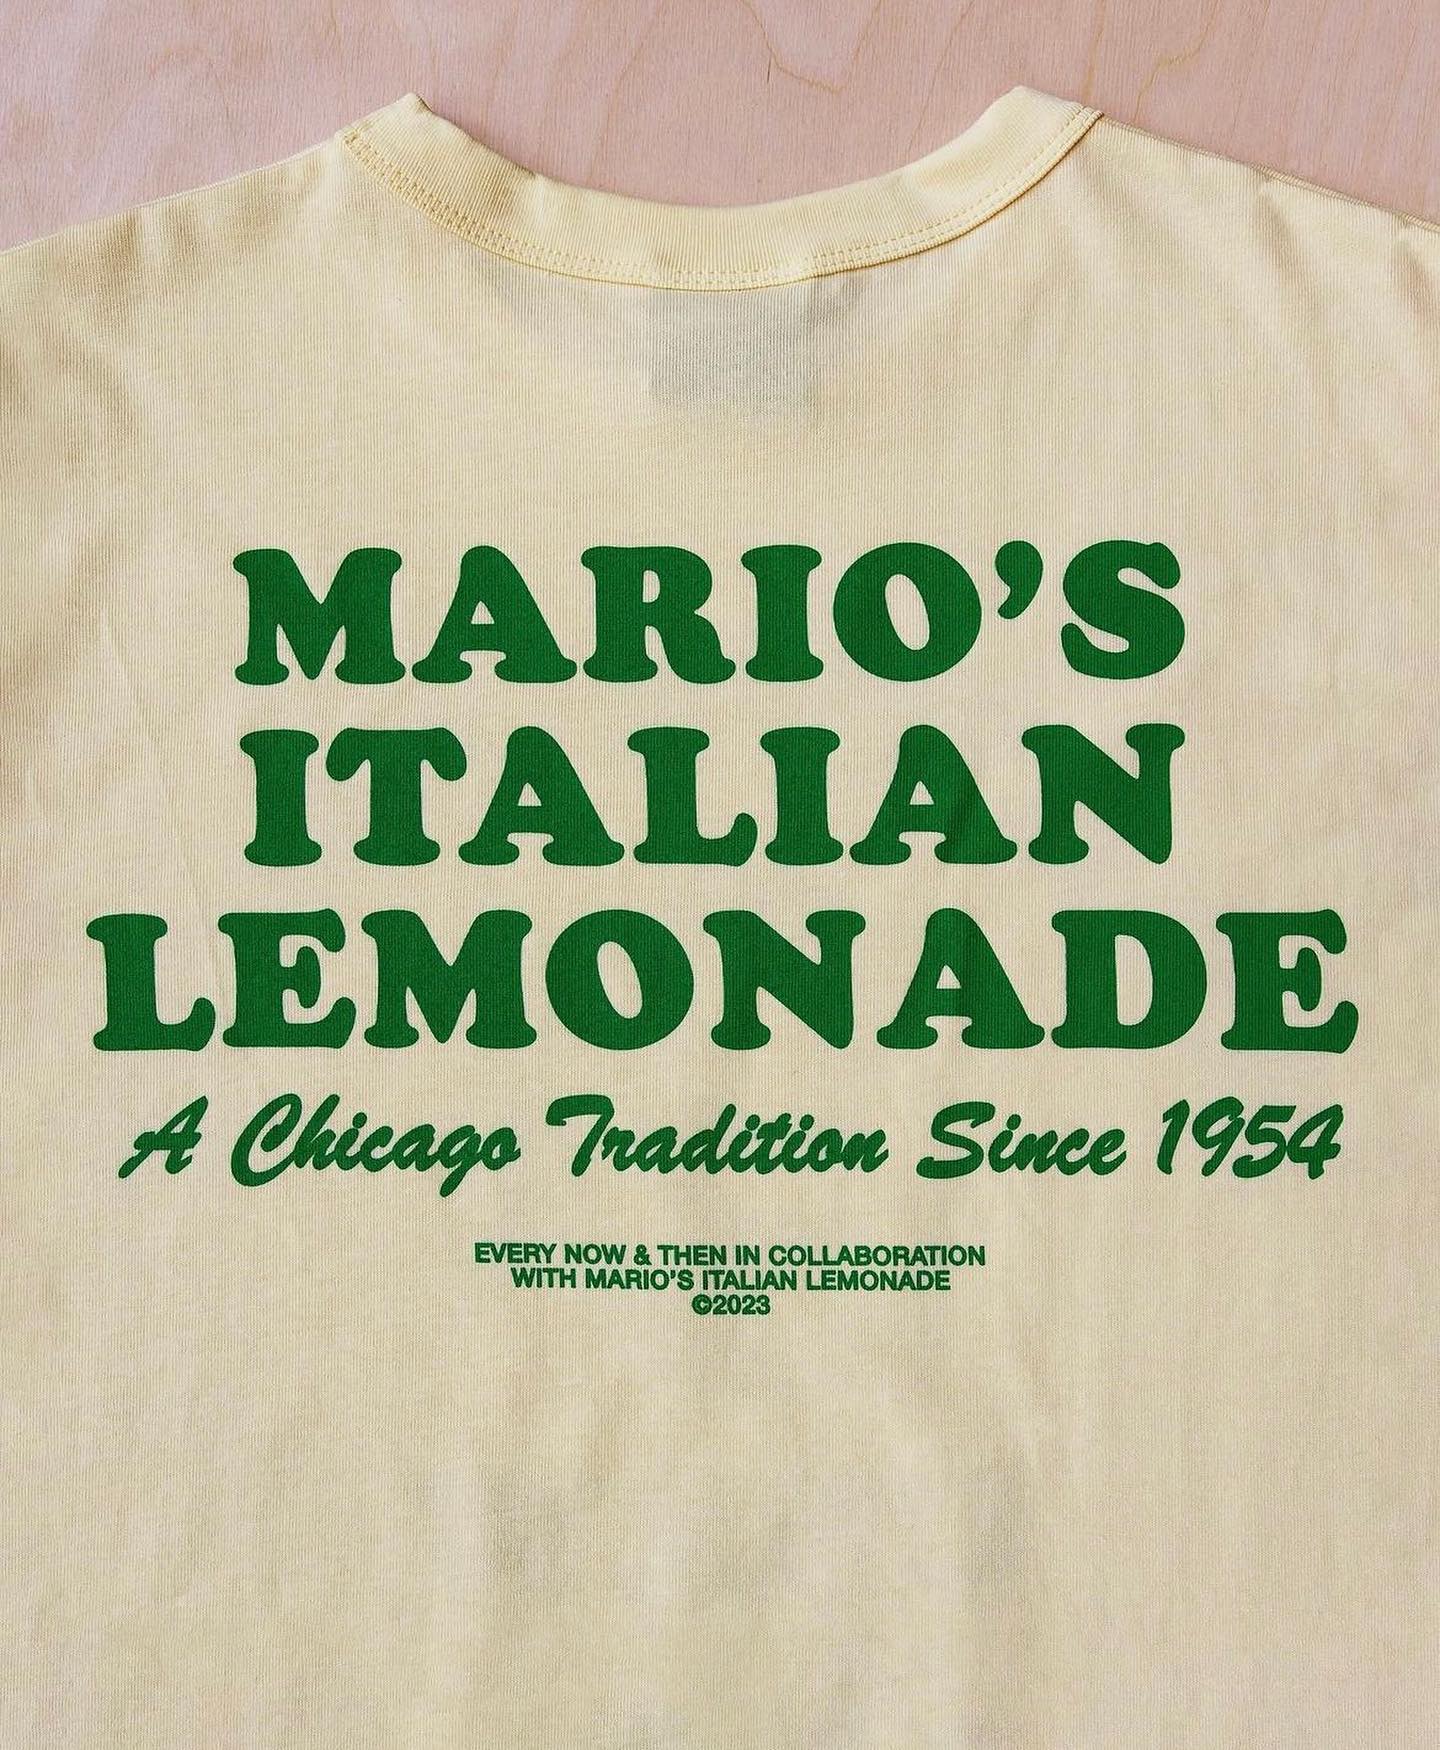 MARIO’S
ITALIAN
LEMONADE
A Chicago Tradition Since 1954
EVERY NOW & THEN IN COLLABORATION
WITH MARIO’S ITALIAN LEMONADE
©2023